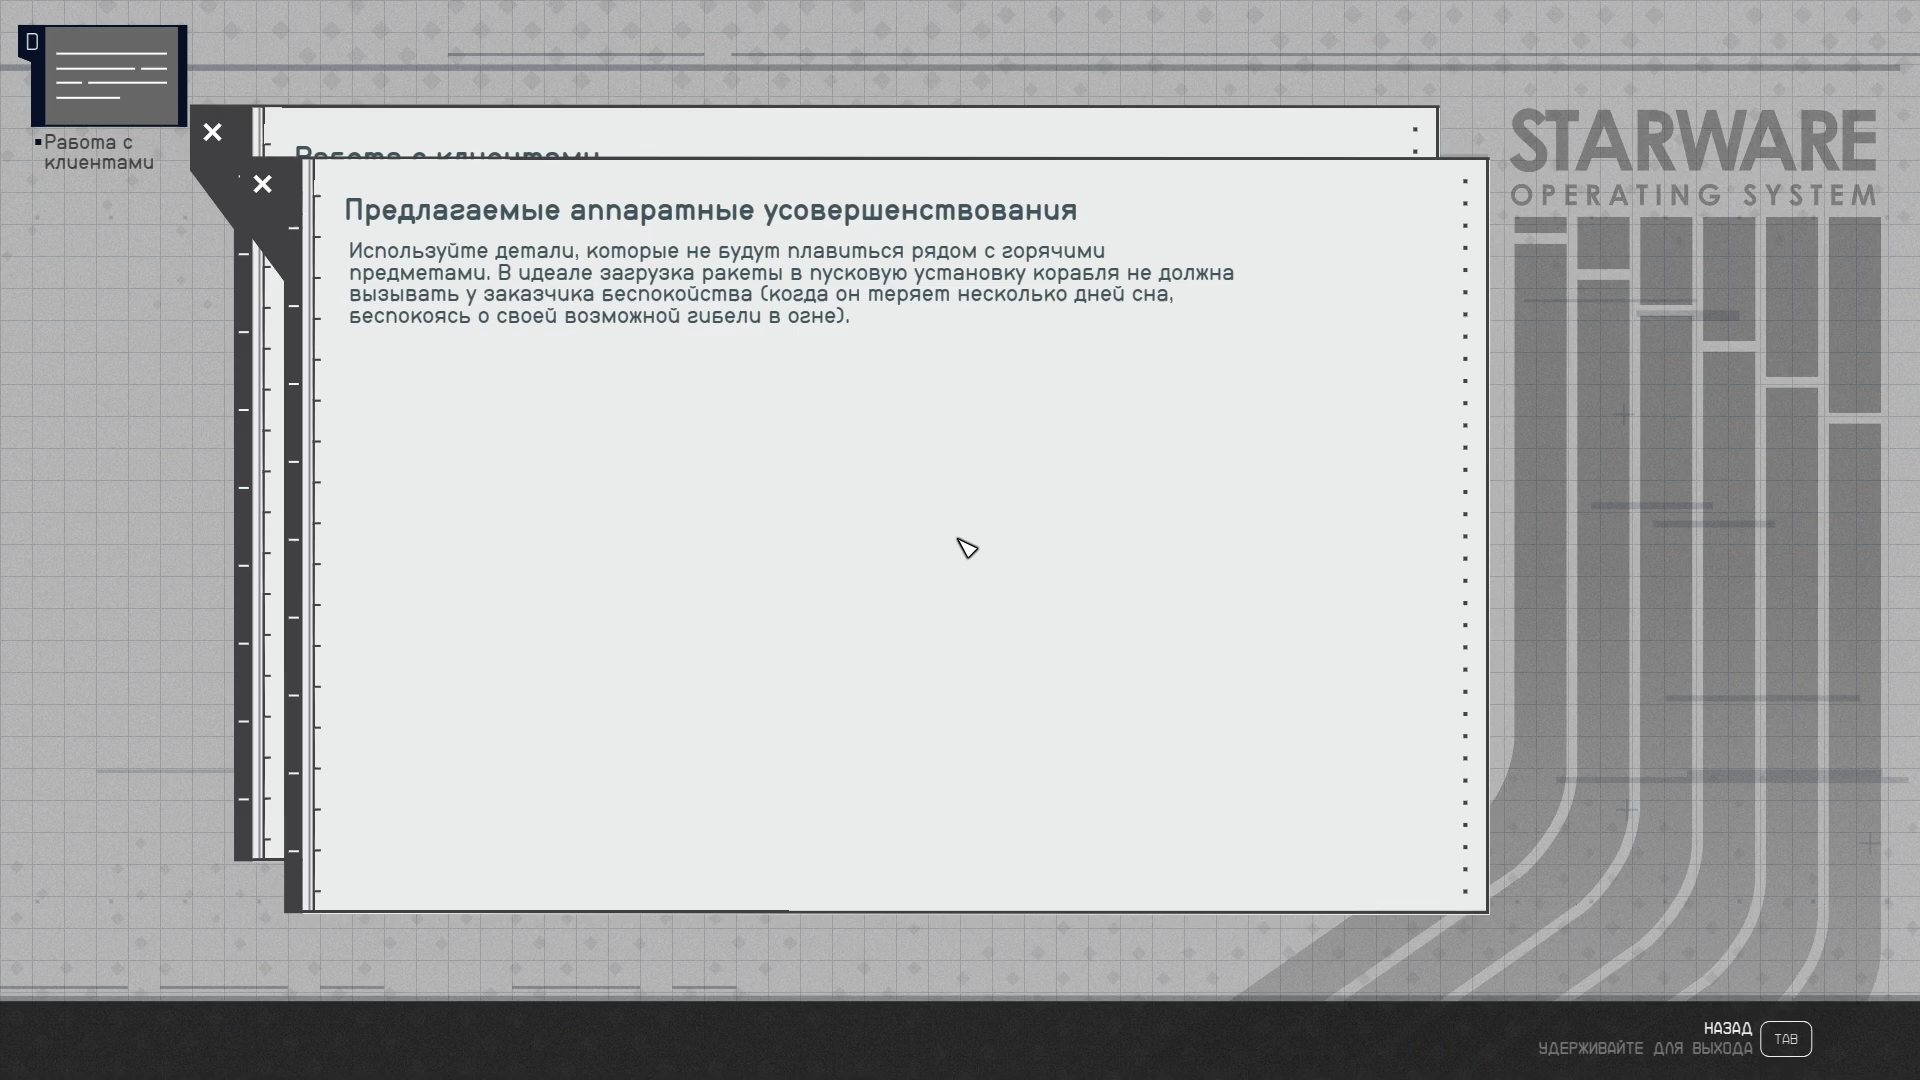 D
Работа с
клиентами
Работа с клиентами
Предлагаемые аппаратные усовершенствования
Используйте детали, которые не будут плавиться рядом с горячими
предметами. В идеале загрузка ракеты в пусковую установку корабля не должна
вызывать у заказчика беспокойства (когда он теряет несколько дней сна,
беспокоясь о своей возможной гибели в огне).
STARWARE
OPERATING SYSTEM
НАЗАД
УДЕРЖИВАЙТЕ ДЛЯ ВЫХОДА
TAB